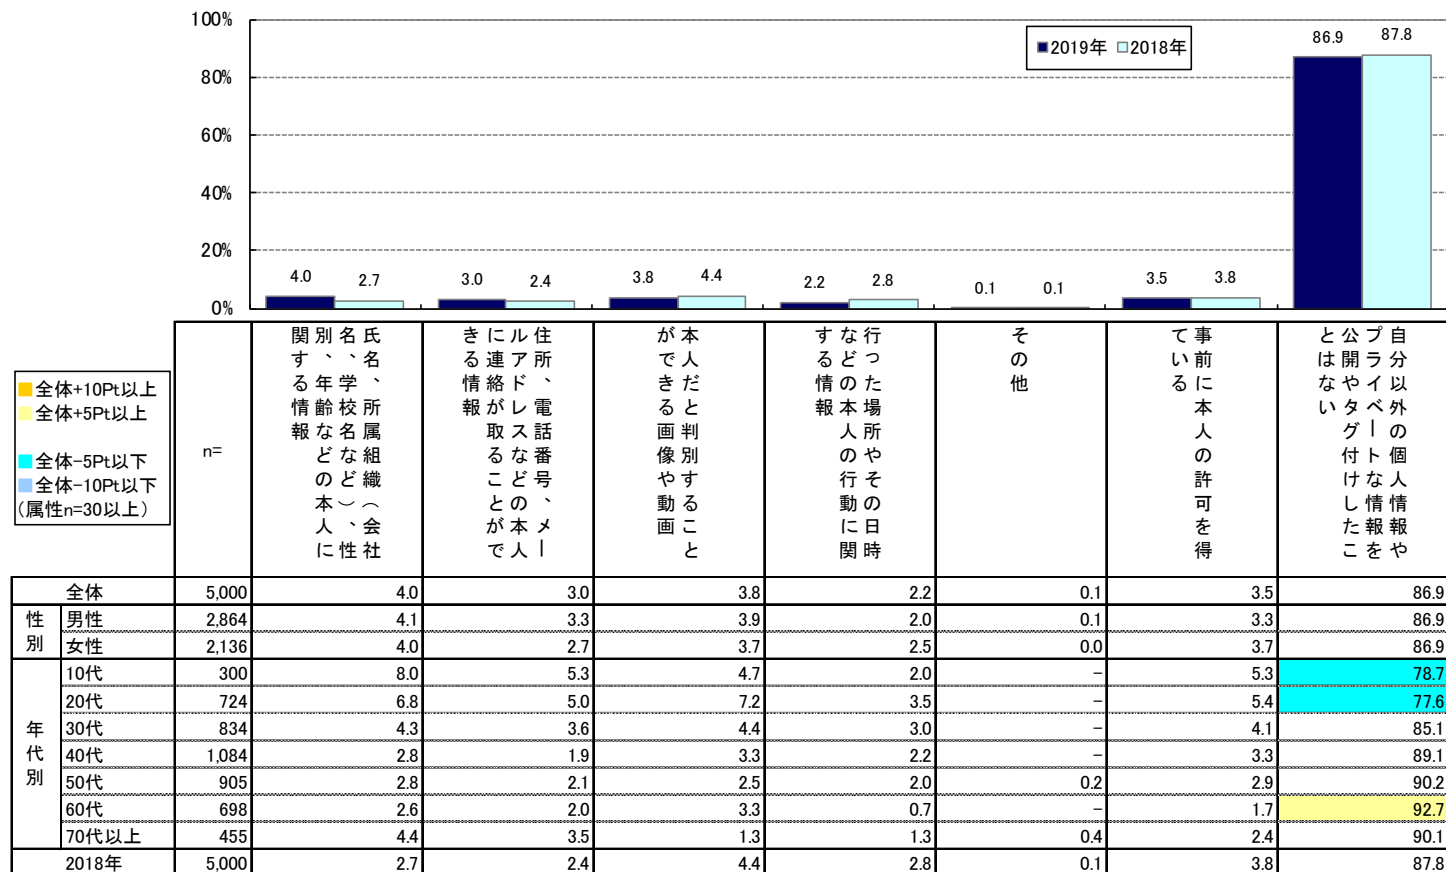 100%
80%
60%
40%
20%
0%
2019年 2018年
4.0 2.7 3.0 2.4 3.8 4.4 2.2 2.8 0.1 0.1 3.5 3.8 86.9 87.8
全体+10Pt以上
全体+5Pt以上
全体-5Pt以下
全体-10Pt以下
(属性n=30以上)
n=
氏名、所属組織(会社
名、学校名など)、性
別、年齢などの本人に
関する情報
住所、電話番号、メー
ルアドレスなどの本人
に連絡が取ることがで
きる情報
本人だと判別すること
ができる画像や動画
行った場所やその日時
などの本人の行動に関
する情報
その他
事前に本人の許可を得
ている
自分以外の個人情報や
プライベートな情報を
公開やタグ付けしたこ
とはない
全体 5,000 4.0 3.0 3.8 2.2 0.1 3.5 86.9
性別
男性 2,864 4.1 3.3 3.9 2.0 0.1 3.3 86.9
女性 2,136 4.0 2.7 3.7 2.5 0.0 3.7 86.9
年代別
10代 300 8.0 5.3 4.7 2.0 - 5.3 78.7
20代 724 6.8 5.0 7.2 3.5 - 5.4 77.6
30代 834 4.3 3.6 4.4 3.0 - 4.1 85.1
40代 1,084 2.8 1.9 3.3 2.2 - 3.3 89.1
50代 905 2.8 2.1 2.5 2.0 0.2 2.9 90.2
60代 698 2.6 2.0 3.3 0.7 - 1.7 92.7
70代以上 455 4.4 3.5 1.3 1.3 0.4 2.4 90.1
2018年 5,000 2.7 2.4 4.4 2.8 0.1 3.8 87.8